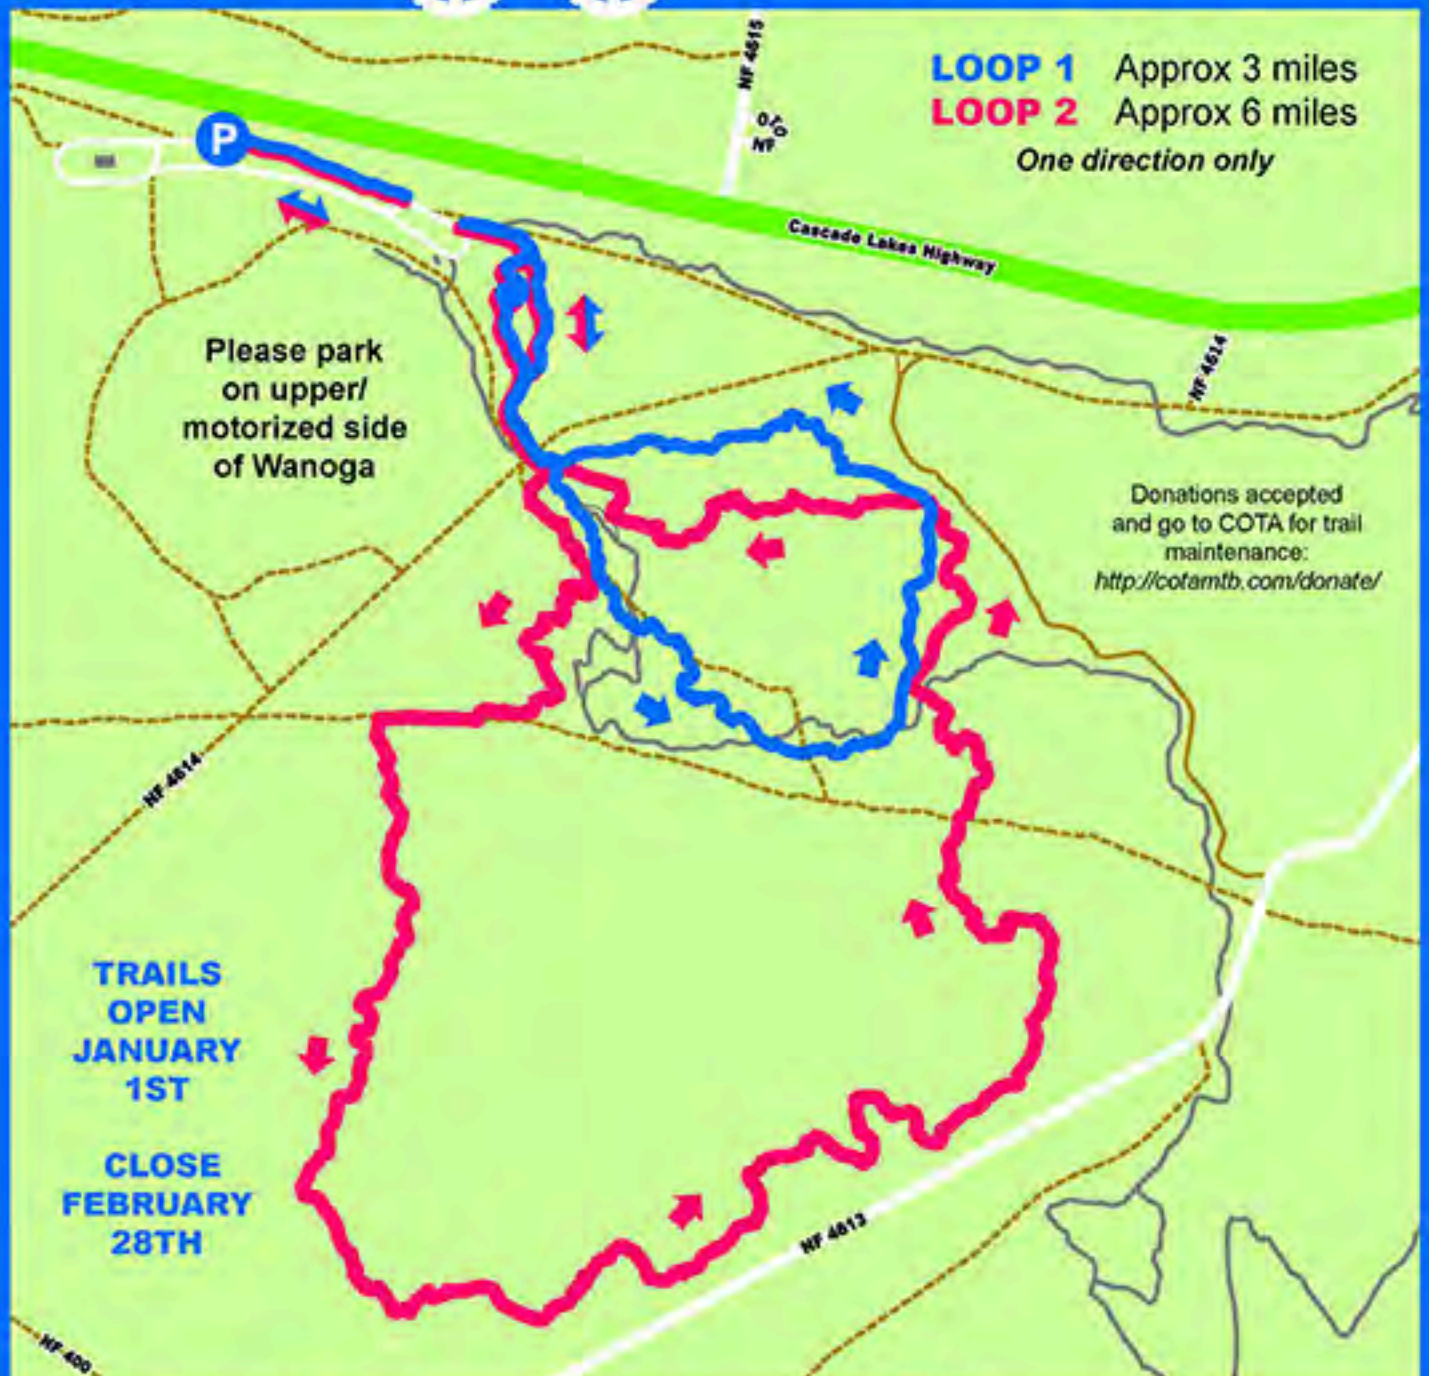 NF 4615
LOOP 1 Approx 3 miles
LOOP 2 Approx 6 miles
One direction only
P
NF
Cascade Lakes Highway
NF 4614
Please park
on upper/
motorized side
of Wanoga
Donations accepted
and go to COTA for trail
maintenance:
http://cotamtb.com/donate/
NF 4614
TRAILS
OPEN
JANUARY
1ST
CLOSE
FEBRUARY
28TH
NF 4613
NF 400